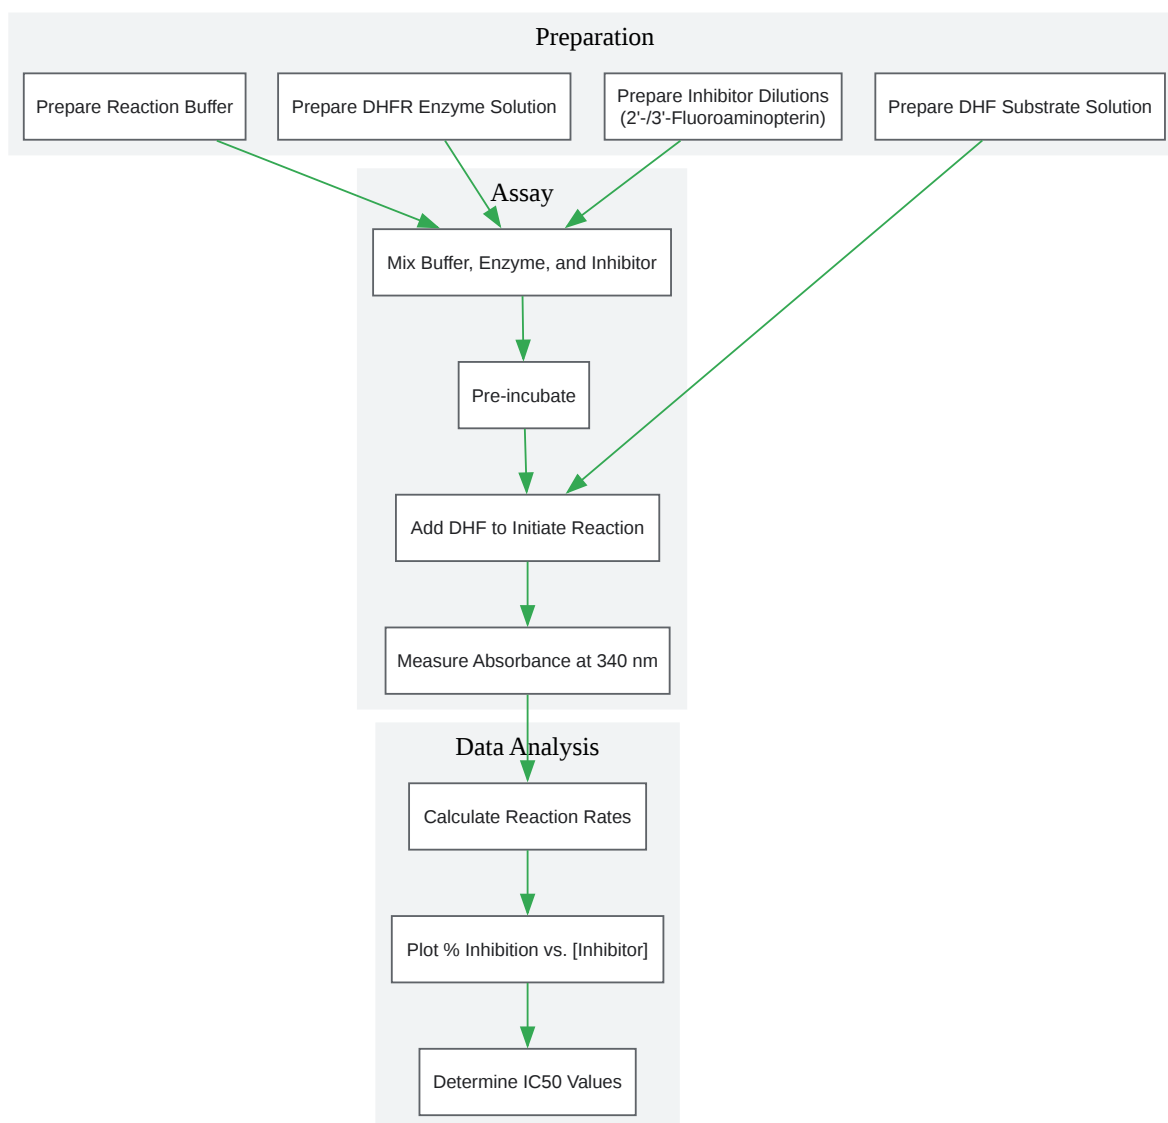 Preparation
Prepare Reaction Buffer
Prepare DHFR Enzyme Solution
Prepare Inhibitor Dilutions
(2'-/3'-Fluoroaminopterin)
Prepare DHF Substrate Solution
Assay
Mix Buffer, Enzyme, and Inhibitor
Pre-incubate
Add DHF to Initiate Reaction
Measure Absorbance at 340 nm
Data Analysis
Calculate Reaction Rates
Plot % Inhibition vs. [Inhibitor]
Determine IC50 Values